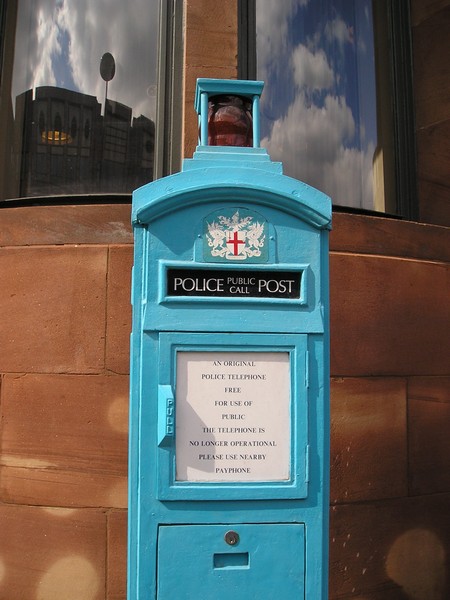 POLICE PUBLIC CALL POST
PULL
AN ORIGINAL
POLICE TELEPHONE
FREE
FOR USE OF
PUBLIC
THE TELEPHONE IS
NO LONGER OPERATIONAL
PLEASE USE NEARBY
PAYPHONE